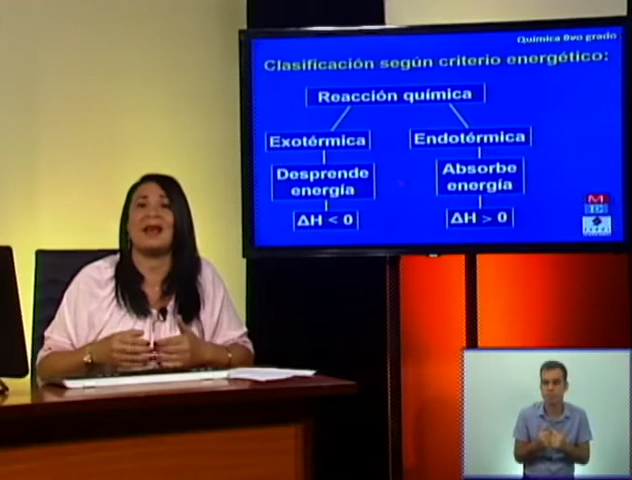 Química 8vo grado
Clasificación según criterio energético:
Reacción química
Exotérmica
Endotérmica
Desprende
energía
Absorbe
energía
ΔH < 0
ΔH > 0